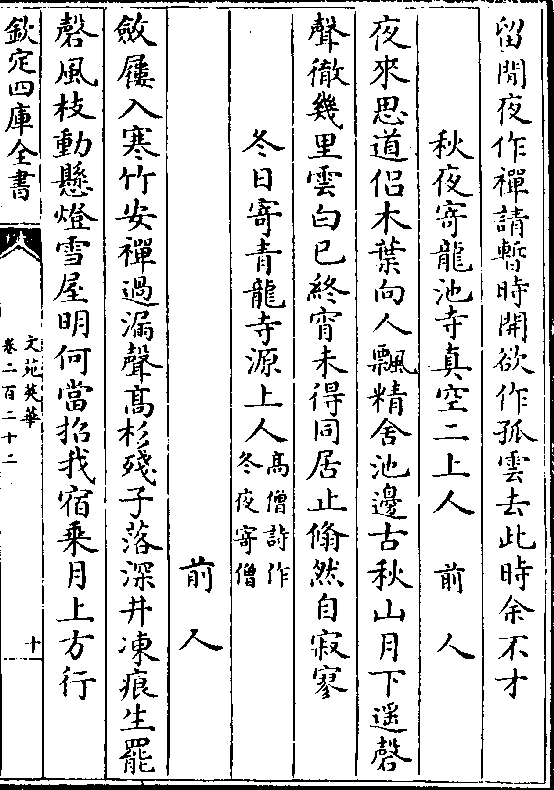 留閒夜作禪請暫時開欲作孤雲去此時余不才
秋夜寄龍池寺真空二上人 前人
夜來思道侶木葉向人飄精舍池邊古秋山月下遥磬
聲徹幾里雲白已終宵未得同居止翛然自寂寥
冬日寄青龍寺源上人 高僧詩作
冬夜寄僧
前人
斂屨入寒竹安禪過漏聲髙杉殘子落深井凍痕生罷
磬風枝動懸燈雪屋明何當招我宿乘月上方行
欽定四庫全書
文苑英華
卷二百二十二
十